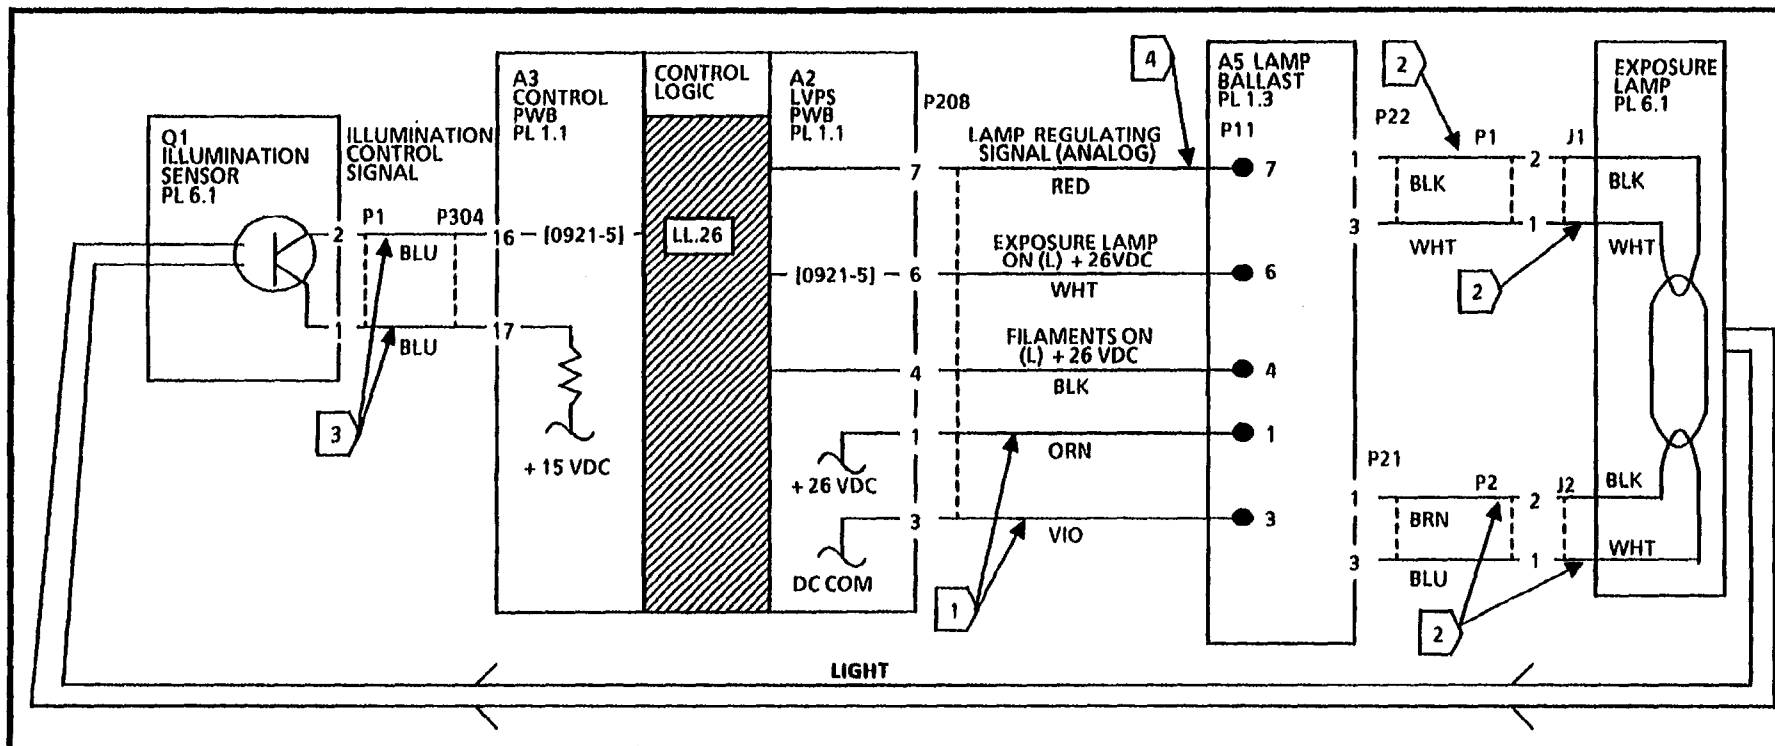 Q1
ILLUMINATION
SENSOR
PL 6.1
2
1
ILLUMINATION
CONTROL
SIGNAL
P1
P304
BLU
BLU
3
A3
CONTROL
PWB
PL 1.1
16
[0921-5]
17
+ 15 VDC
CONTROL
LOGIC
LL.26
A2
LVPS
PWB
PL 1.1
P208
7
[0921-5]
6
4
1
+ 26 VDC
3
DC COM
LAMP REGULATING
SIGNAL (ANALOG)
RED
EXPOSURE LAMP
ON (L) + 26VDC
WHT
FILAMENTS ON
(L) + 26 VDC
BLK
ORN
VIO
1
4
A5 LAMP
BALLAST
PL 1.3
P11
7
6
4
1
3
P22
1
3
P21
1
3
2
P1
2
J1
BLK
WHT
1
2
P2
2
J2
BRN
BLU
1
2
EXPOSURE
LAMP
PL 6.1
BLK
WHT
BLK
WHT
LIGHT